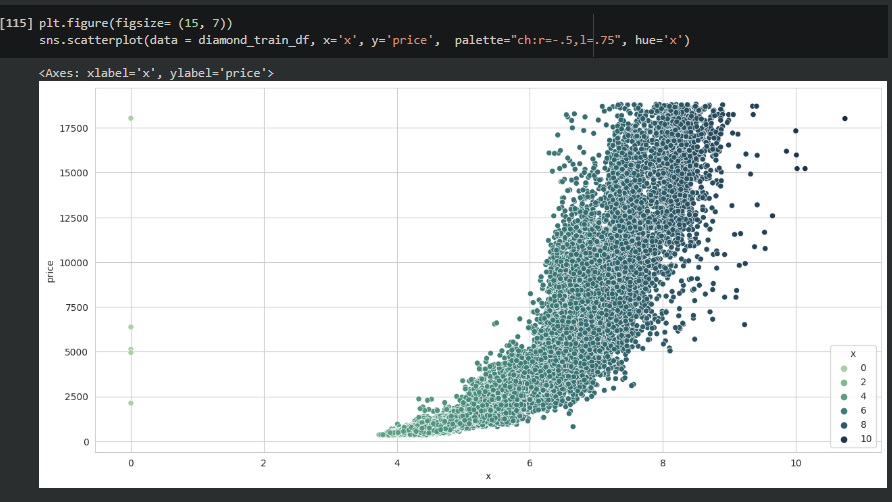 [115] plt.figure(figsize= (15, 7))
sns.scatterplot(data = diamond_train_df, x='x', y='price',  palette="ch:r=-.5,l=.75", hue='x')
<Axes: xlabel='x', ylabel='price'>
17500
15000
12500
10000
7500
5000
2500
0
price
0 2 4 6 8 10
x
x
0
2
4
6
8
10